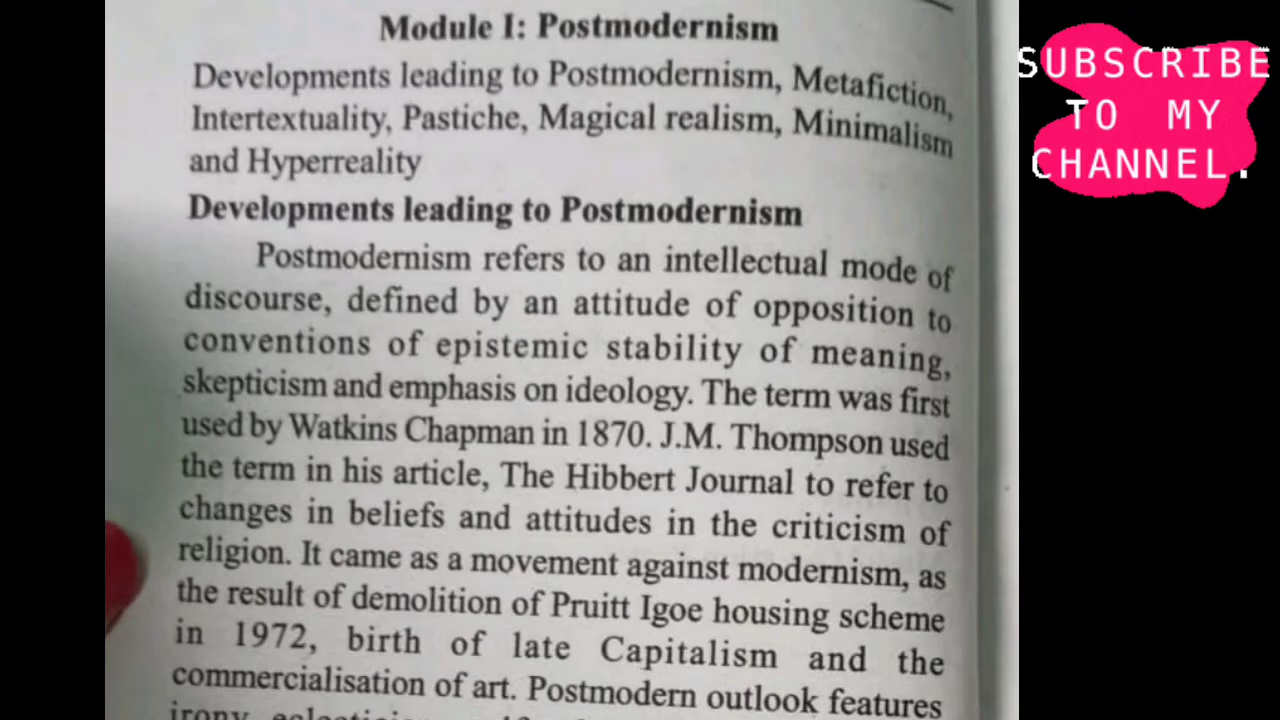 Module I: Postmodernism
Developments leading to Postmodernism, Metafiction,
Intertextuality, Pastiche, Magical realism, Minimalism
and Hyperreality
Developments leading to Postmodernism
Postmodernism refers to an intellectual mode of
discourse, defined by an attitude of opposition to
conventions of epistemic stability of meaning,
skepticism and emphasis on ideology. The term was first
used by Watkins Chapman in 1870. J.M. Thompson used
the term in his article, The Hibbert Journal to refer to
changes in beliefs and attitudes in the criticism of
religion. It came as a movement against modernism, as
the result of demolition of Pruitt Igoe housing scheme
in 1972, birth of late Capitalism and the
commercialisation of art. Postmodern outlook features
irony
SUBSCRIBE
TO MY
CHANNEL.